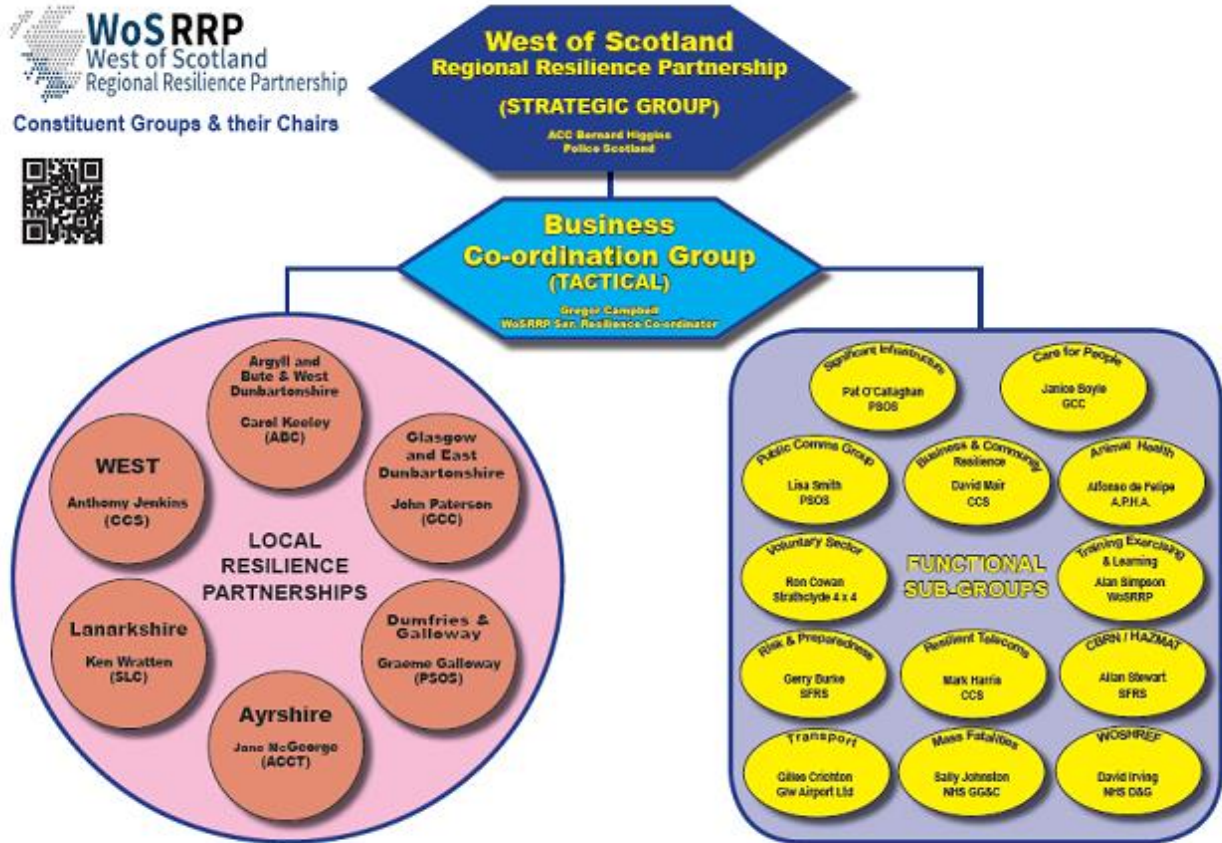 WoSRRP
West of Scotland
Regional Resilience Partnership
Constituent Groups & their Chairs
West of Scotland
Regional Resilience Partnership
(STRATEGIC GROUP)
ACC Bernard Higgins
Police Scotland
Business
Co-ordination Group
(TACTICAL)
Gregor Campbell
WoSRRP Snr. Resilience Co-ordinator
Argyll and
Bute & West
Dunbartonshire
Carol Keeley
(ABC)
Glasgow
and East
Dunbartonshire
John Paterson
(GCC)
WEST
Anthony Jenkins
(CCS)
LOCAL
RESILIENCE
PARTNERSHIPS
Lanarkshire
Ken Wratten
(SLC)
Dumfries &
Galloway
Graeme Galloway
(PSOS)
Ayrshire
Jane McGeorge
(ACCT)
Significant Infrastructure
Pat O'Callaghan
PSOS
Care for People
Janice Boyle
GCC
Public Comms Group
Lisa Smith
PSOS
Business & Community
Resilience
David Mair
CCS
Animal Health
Alfonso de Felipe
A.P.H.A.
Voluntary Sector
Ron Cowan
Strathclyde 4 x 4
FUNCTIONAL
SUB-GROUPS
Training Exercising
& Learning
Alan Simpson
WoSRRP
Risk & Preparedness
Gerry Burke
SFRS
Resilient Telecoms
Mark Harris
CCS
CBRN / HAZMAT
Allan Stewart
SFRS
Transport
Gilles Crichton
Glw Airport Ltd
Mass Fatalities
Sally Johnston
NHS GG&C
WOSHREF
David Irving
NHS D&G